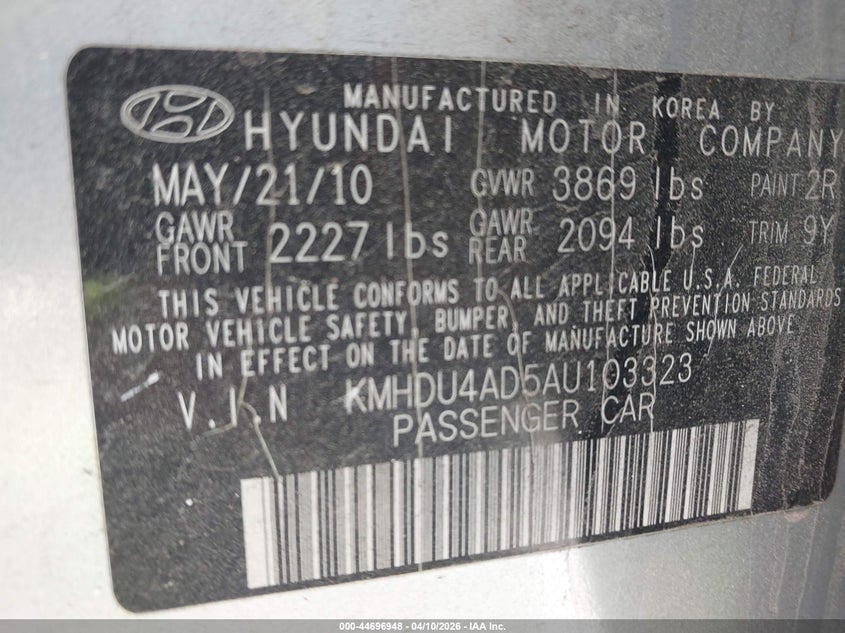 MANUFACTURED IN KOREA BY
HYUNDAI MOTOR COMPANY
MAY/21/10 GVWR 3869 lbs PAINT 2R
GAWR FRONT 2227 lbs GAWR REAR 2094 lbs TRIM 9Y
THIS VEHICLE CONFORMS TO ALL APPLICABLE U.S.A. FEDERAL
MOTOR VEHICLE SAFETY, BUMPER, AND THEFT PREVENTION STANDARDS
IN EFFECT ON THE DATE OF MANUFACTURE SHOWN ABOVE
V.I.N KMHDU4AD5AU103323
PASSENGER CAR
000-44696948 - 04/10/2026 - IAA Inc.